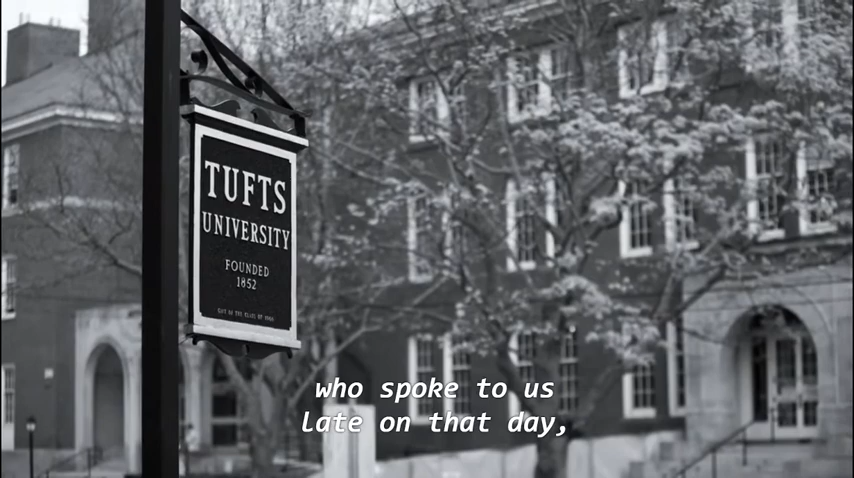 TUFTS
UNIVERSITY
FOUNDED
1852
who spoke to us
late on that day,